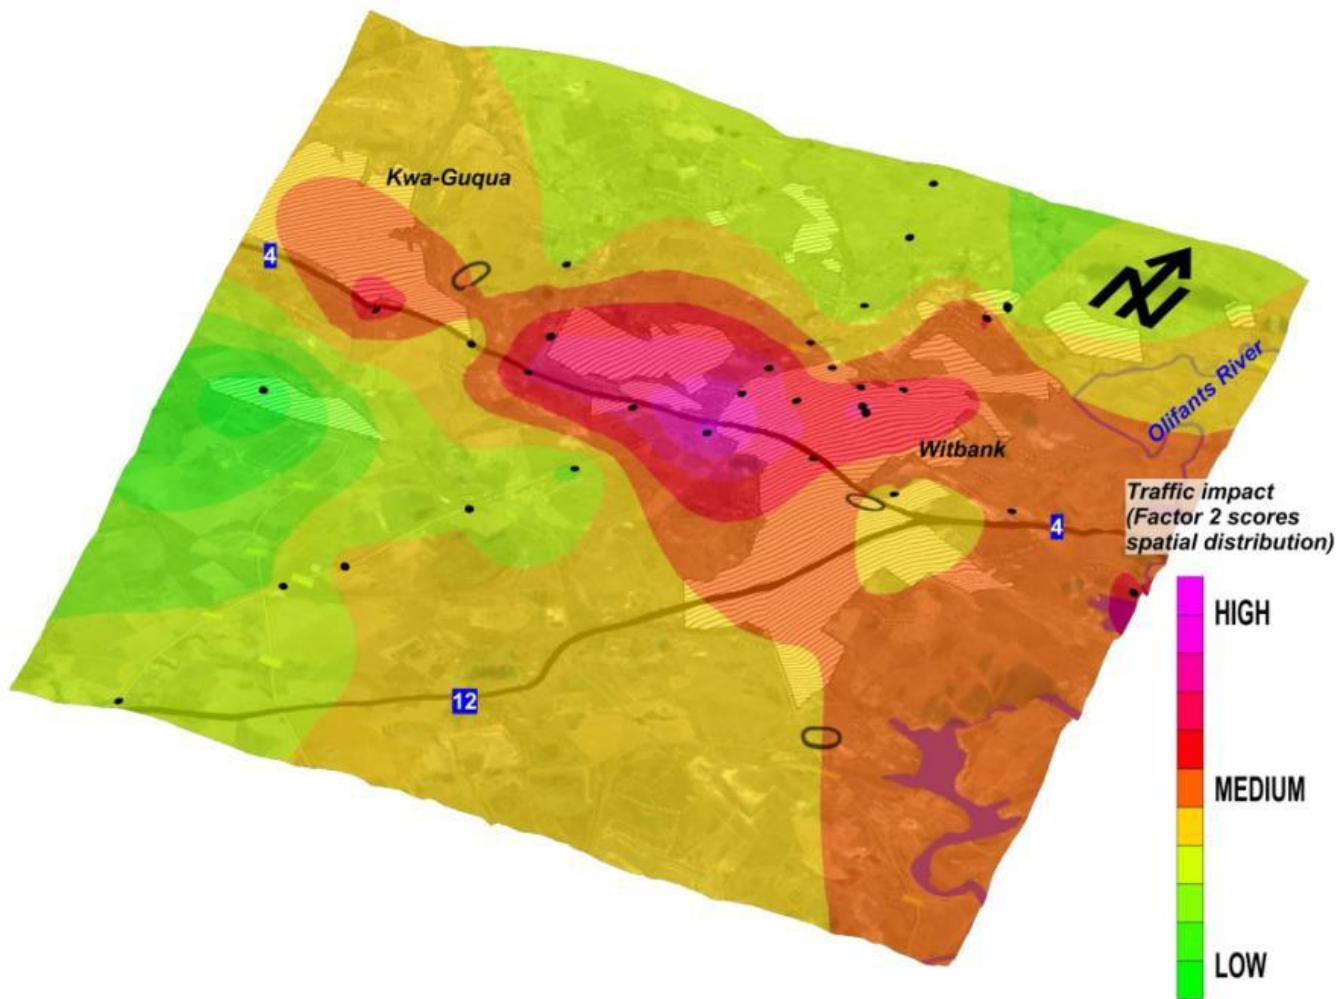 Kwa-Guqua
4
N
Olifants River
Witbank
4
Traffic impact
(Factor 2 scores
spatial distribution)
HIGH
12
MEDIUM
LOW